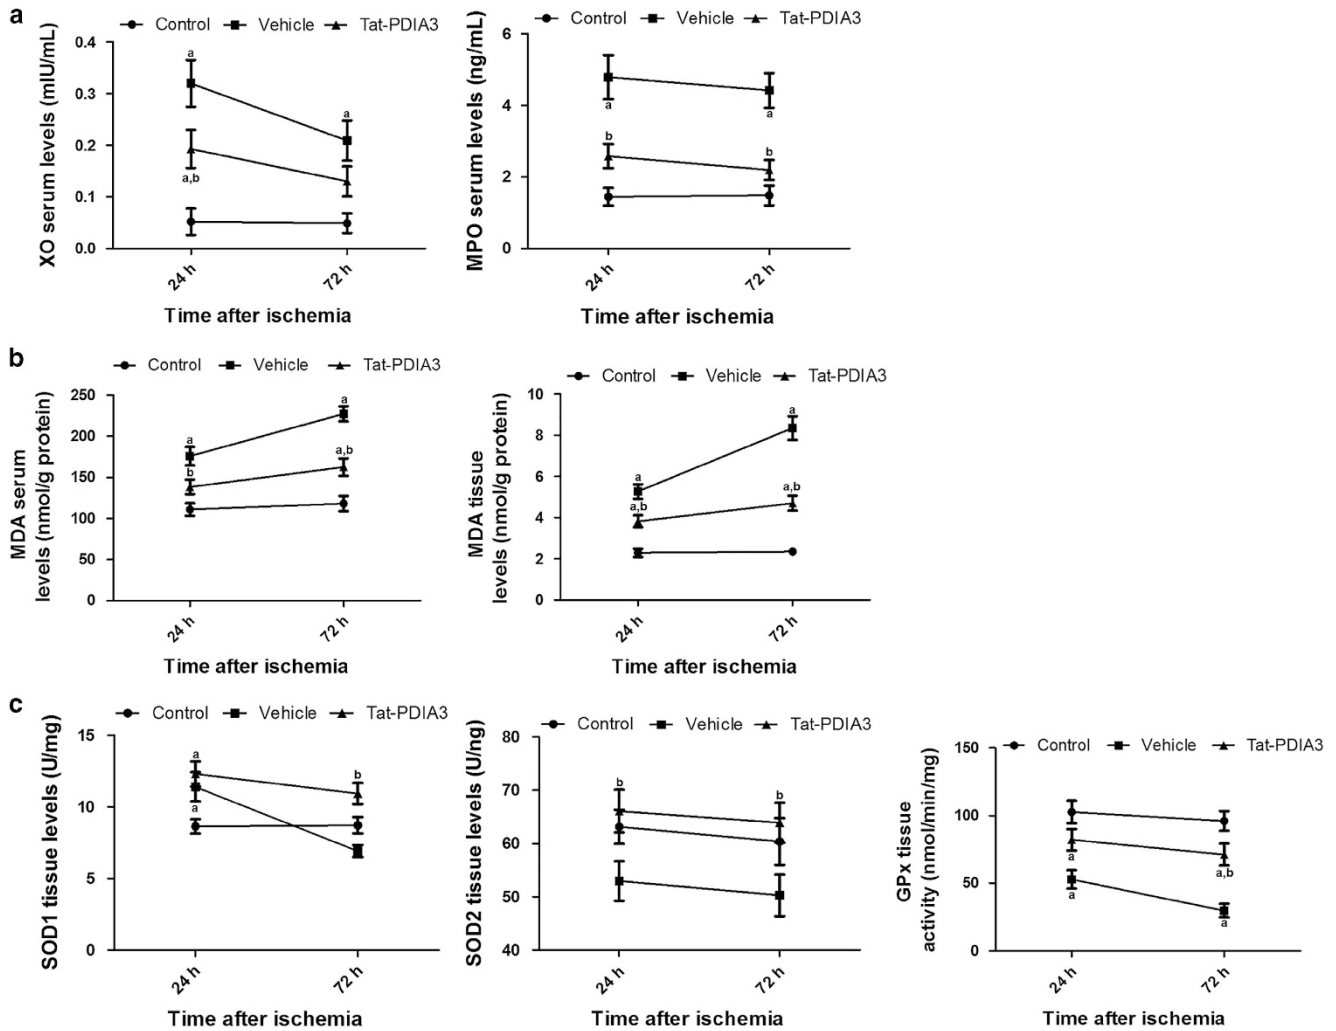 a
Control Vehicle Tat-PDIA3
XO serum levels (mIU/mL)
0.4
0.3
0.2
0.1
0.0
a
a
a,b
24 h
72 h
Time after ischemia
Control Vehicle Tat-PDIA3
MPO serum levels (ng/mL)
6
4
2
0
a
a
b
b
24 h
72 h
Time after ischemia
b
Control Vehicle Tat-PDIA3
MDA serum
levels (nmol/g protein)
250
200
150
100
50
0
a
a
b
a,b
24 h
72 h
Time after ischemia
Control Vehicle Tat-PDIA3
MDA tissue
levels (nmol/g protein)
10
8
6
4
2
0
a
a
a,b
a,b
24 h
72 h
Time after ischemia
c
Control Vehicle Tat-PDIA3
SOD1 tissue levels (U/mg)
15
10
5
0
a
b
a
24 h
72 h
Time after ischemia
Control Vehicle Tat-PDIA3
SOD2 tissue levels (U/ng)
80
70
60
50
40
b
b
24 h
72 h
Time after ischemia
Control Vehicle Tat-PDIA3
GPx tissue
activity (nmol/min/mg)
150
100
50
0
a
a,b
a
a
24 h
72 h
Time after ischemia